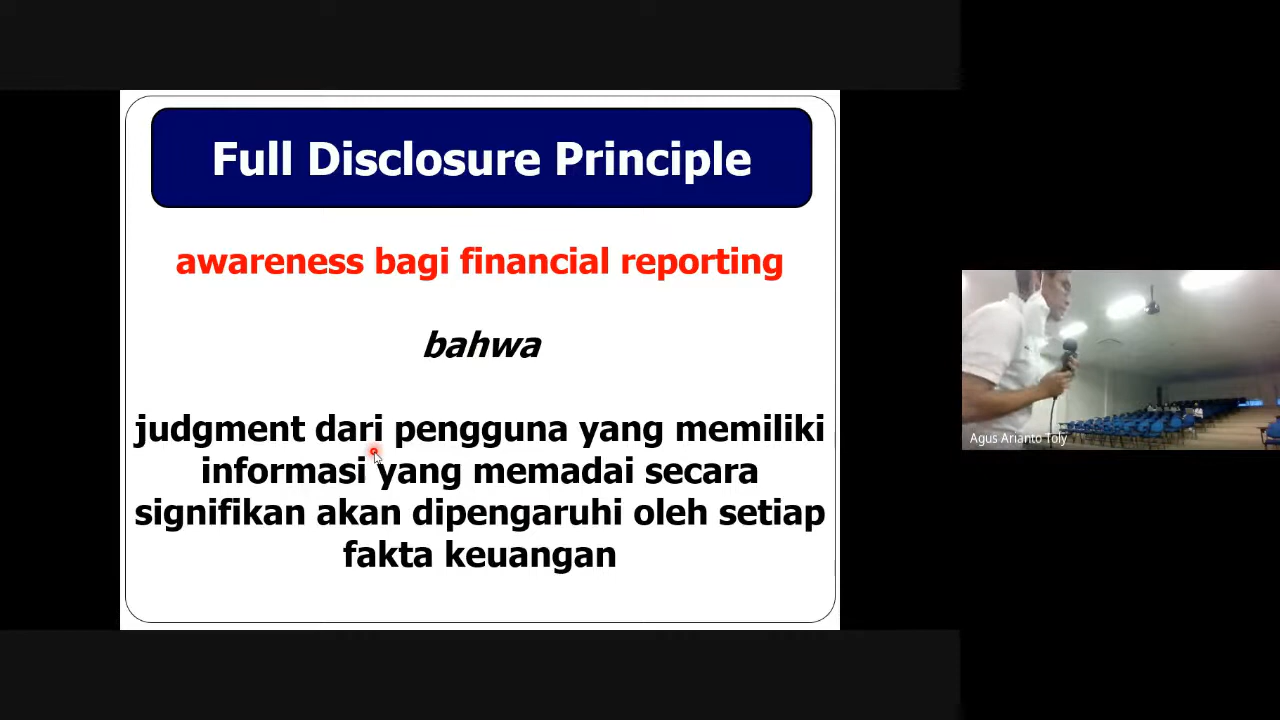 Full Disclosure Principle
awareness bagi financial reporting
bahwa
judgment dari pengguna yang memiliki
informasi yang memadai secara
signifikan akan dipengaruhi oleh setiap
fakta keuangan
Agus Arianto Toly